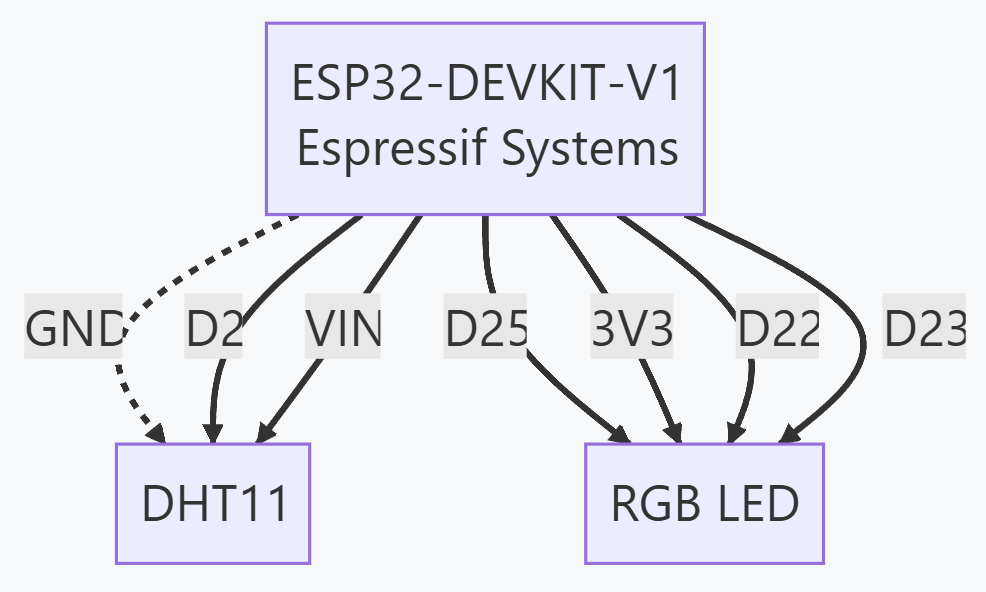 ESP32-DEVKIT-V1
Espressif Systems
GND
D2
VIN
D25
3V3
D22
D23
DHT11
RGB LED